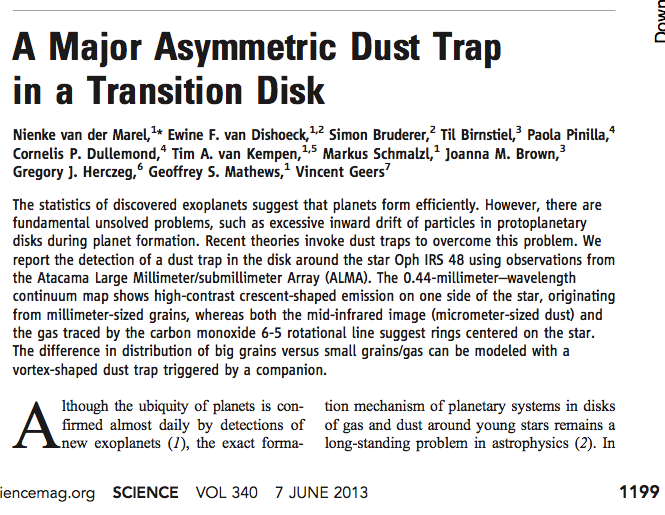 Down
A Major Asymmetric Dust Trap
in a Transition Disk
Nienke van der Marel,1* Ewine F. van Dishoeck,1,2 Simon Bruderer,2 Til Birnstiel,3 Paola Pinilla,4
Cornelis P. Dullemond,4 Tim A. van Kempen,1,5 Markus Schmalzl,1 Joanna M. Brown,3
Gregory J. Herczeg,6 Geoffrey S. Mathews,1 Vincent Geers7
The statistics of discovered exoplanets suggest that planets form efficiently. However, there are
fundamental unsolved problems, such as excessive inward drift of particles in protoplanetary
disks during planet formation. Recent theories invoke dust traps to overcome this problem. We
report the detection of a dust trap in the disk around the star Oph IRS 48 using observations from
the Atacama Large Millimeter/submillimeter Array (ALMA). The 0.44-millimeter–wavelength
continuum map shows high-contrast crescent-shaped emission on one side of the star, originating
from millimeter-sized grains, whereas both the mid-infrared image (micrometer-sized dust) and
the gas traced by the carbon monoxide 6-5 rotational line suggest rings centered on the star.
The difference in distribution of big grains versus small grains/gas can be modeled with a
vortex-shaped dust trap triggered by a companion.
Although the ubiquity of planets is con-
firmed almost daily by detections of
new exoplanets (1), the exact forma-
tion mechanism of planetary systems in disks
of gas and dust around young stars remains a
long-standing problem in astrophysics (2). In
iencemag.org SCIENCE VOL 340 7 JUNE 2013 1199